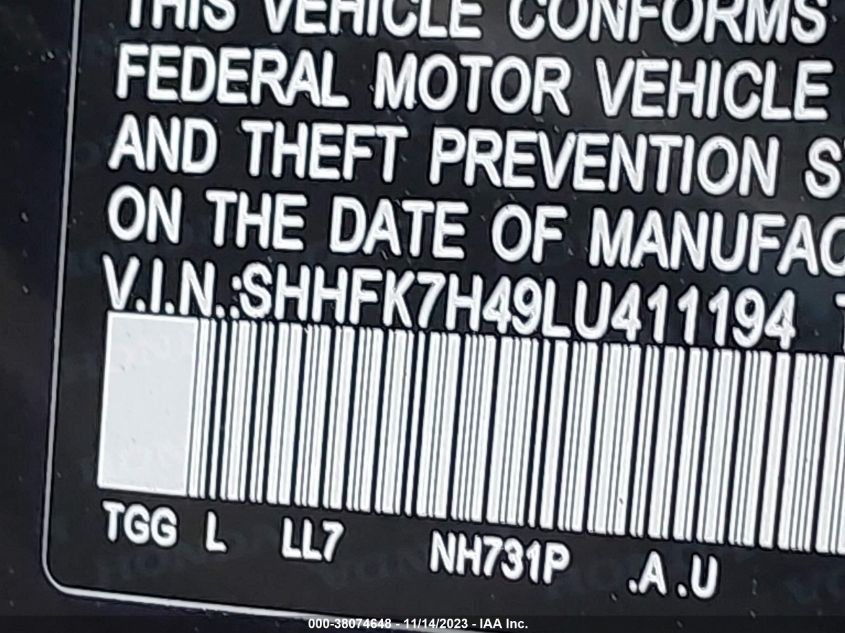 THIS VEHICLE CONFORMS
FEDERAL MOTOR VEHICLE
AND THEFT PREVENTION S
ON THE DATE OF MANUFAC
V.I.N.:SHHFK7H49LU411194 T
TGG L LL7 NH731P .A .U
000-38074648 - 11/14/2023 - IAA Inc.